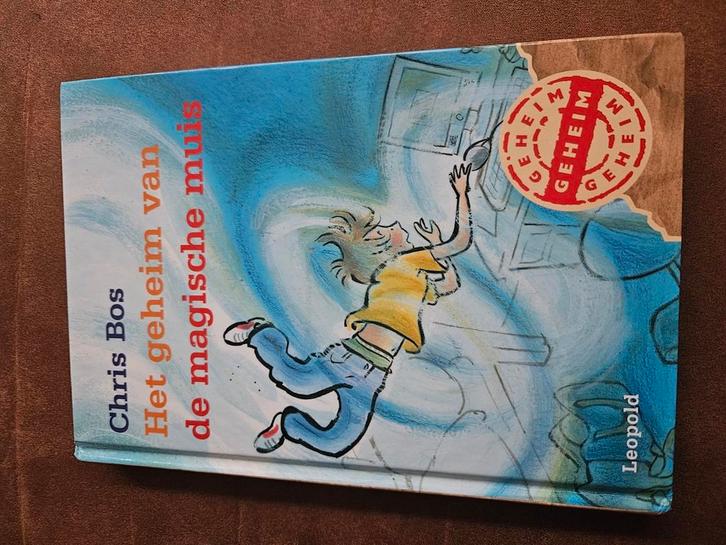 Chris Bos
Het geheim van
de magische muis
GEHEIM
GEHEIM
GEHEIM
Leopold